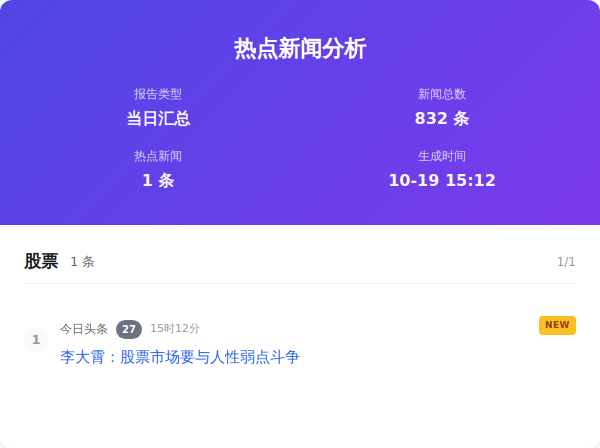 热点新闻分析
报告类型 新闻总数
当日汇总 832 条
热点新闻 生成时间
1 条 10-19 15:12
股票 1 条 1/1
1 今日头条 27 15时12分 NEW
李大霄：股票市场要与人性弱点斗争